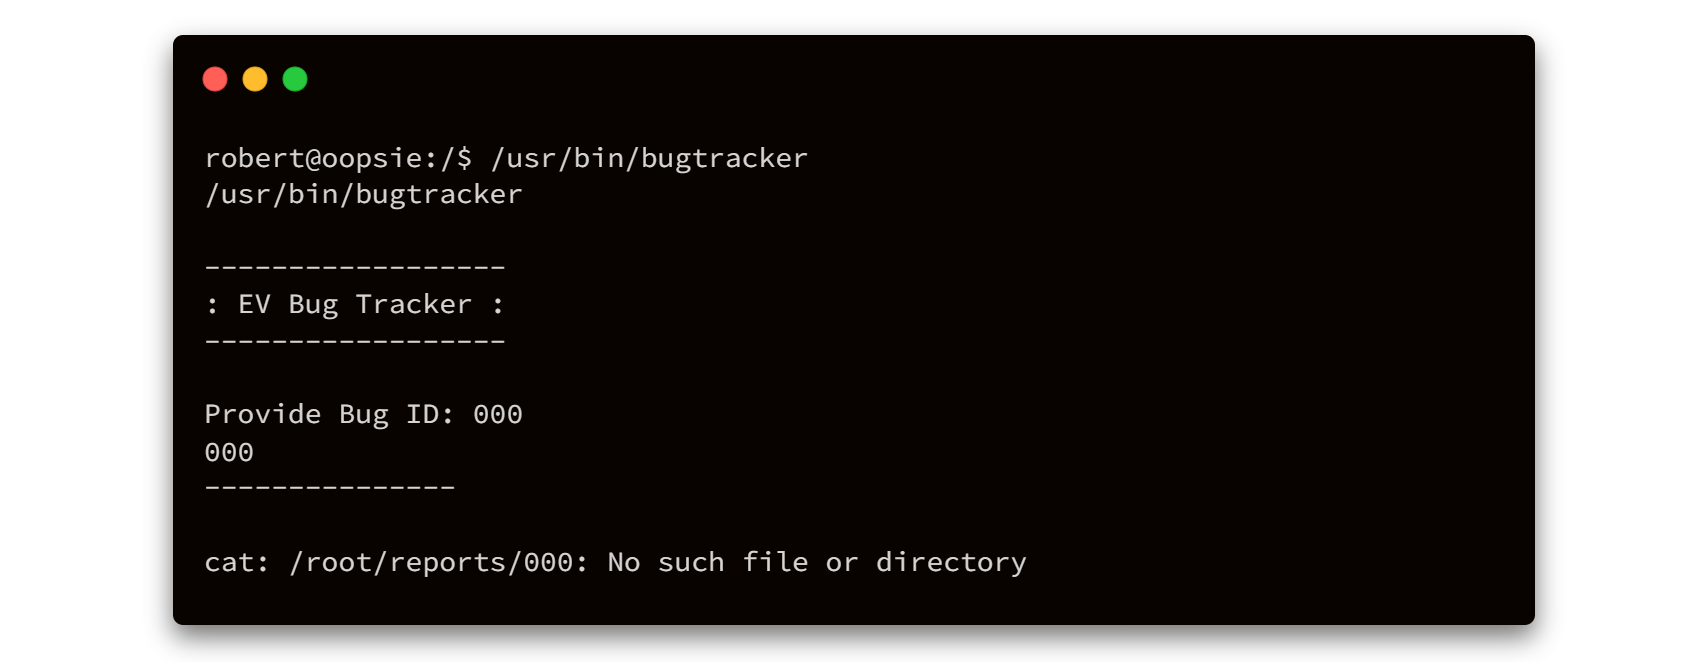 robert@oopsie:/$ /usr/bin/bugtracker
/usr/bin/bugtracker
------------------
: EV Bug Tracker :
------------------
Provide Bug ID: 000
000
---------------
cat: /root/reports/000: No such file or directory